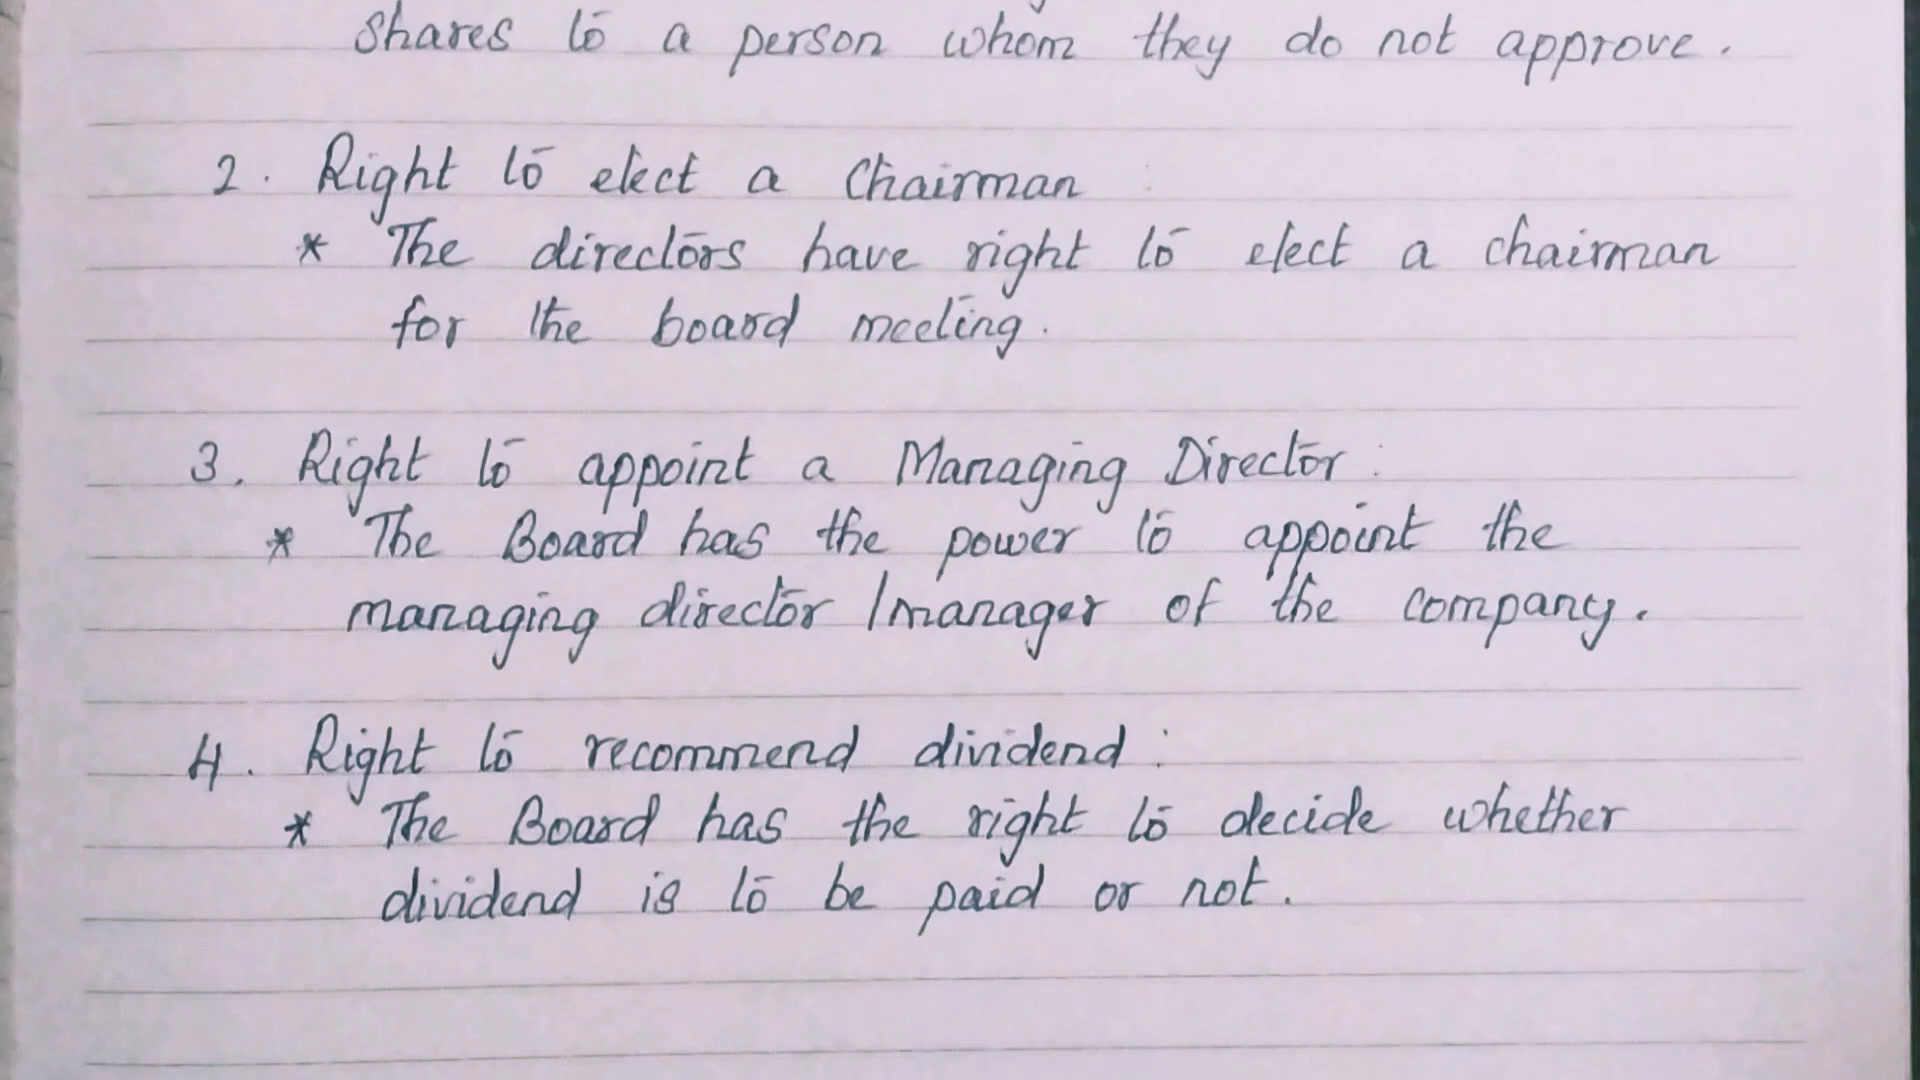 shares to a person whom they do not approve.
2. Right to elect a Chairman :
* The directors have right to elect a chairman
for the board meeting.
3. Right to appoint a Managing Director :
* The Board has the power to appoint the
managing director /manager of the company.
4. Right to recommend dividend :
* The Board has the right to decide whether
dividend is to be paid or not.